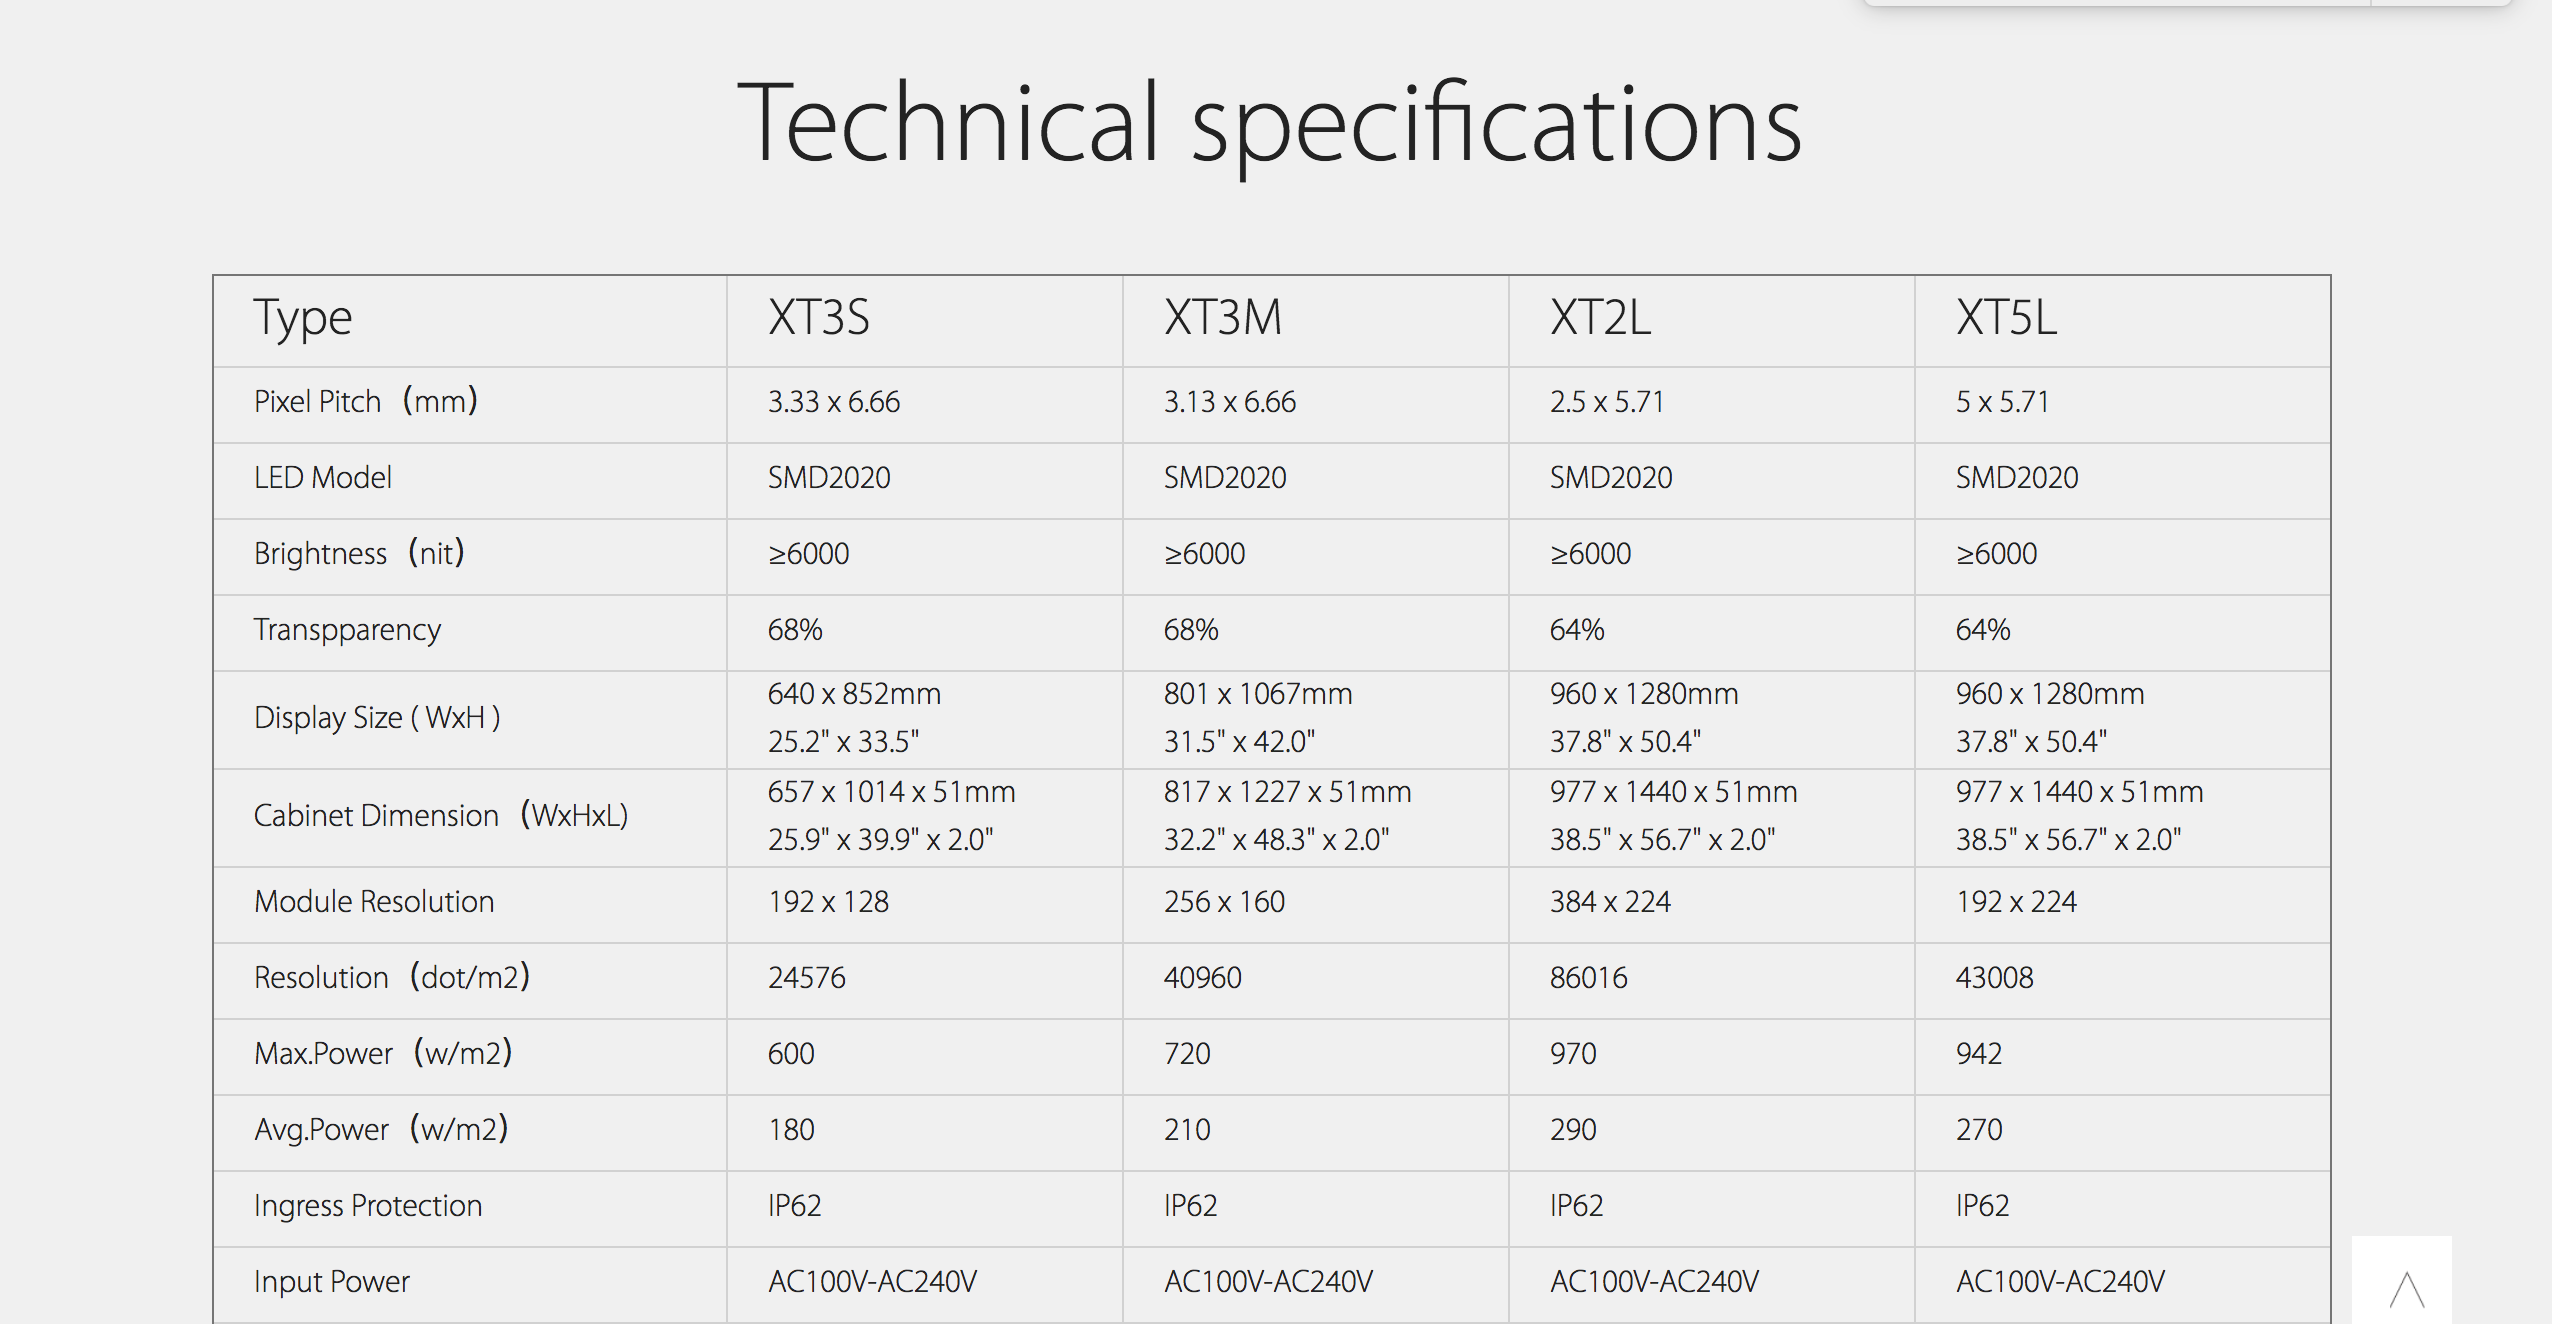 Technical specifications
Type XT3S XT3M XT2L XT5L
Pixel Pitch（mm) 3.33 x 6.66 3.13 x 6.66 2.5 x 5.71 5 x 5.71
LED Model SMD2020 SMD2020 SMD2020 SMD2020
Brightness（nit) ≥6000 ≥6000 ≥6000 ≥6000
Transpparency 68% 68% 64% 64%
Display Size ( WxH ) 640 x 852mm 801 x 1067mm 960 x 1280mm 960 x 1280mm
25.2" x 33.5" 31.5" x 42.0" 37.8" x 50.4" 37.8" x 50.4"
Cabinet Dimension（WxHxL) 657 x 1014 x 51mm 817 x 1227 x 51mm 977 x 1440 x 51mm 977 x 1440 x 51mm
25.9" x 39.9" x 2.0" 32.2" x 48.3" x 2.0" 38.5" x 56.7" x 2.0" 38.5" x 56.7" x 2.0"
Module Resolution 192 x 128 256 x 160 384 x 224 192 x 224
Resolution（dot/m2) 24576 40960 86016 43008
Max.Power（w/m2) 600 720 970 942
Avg.Power（w/m2) 180 210 290 270
Ingress Protection IP62 IP62 IP62 IP62
Input Power AC100V-AC240V AC100V-AC240V AC100V-AC240V AC100V-AC240V